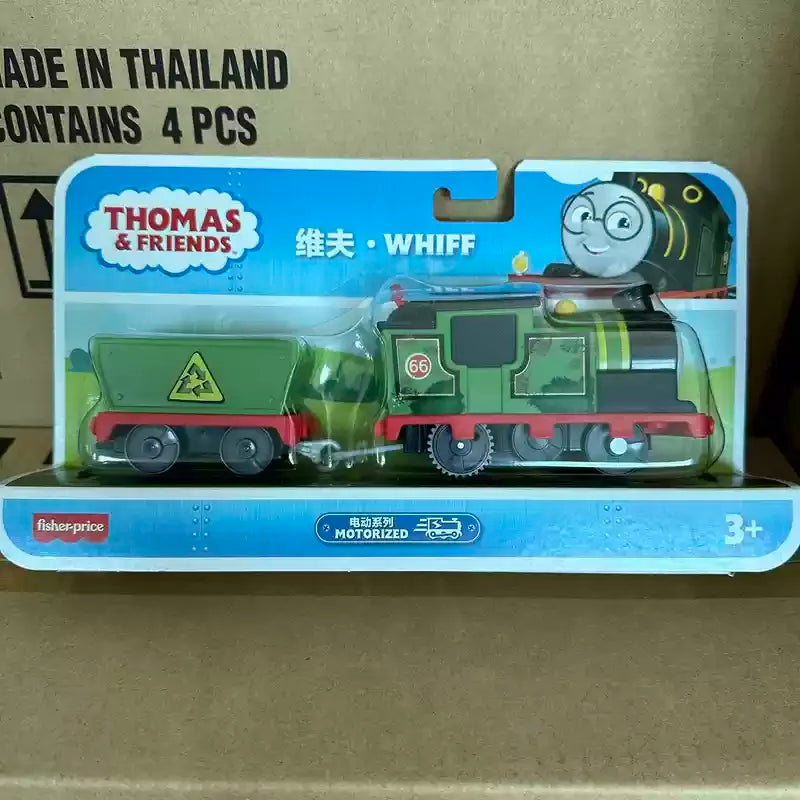 ADE IN THAILAND
CONTAINS 4 PCS
THOMAS
& FRIENDS™
维夫·WHIFF
66
fisher-price
电动系列
MOTORIZED
3+